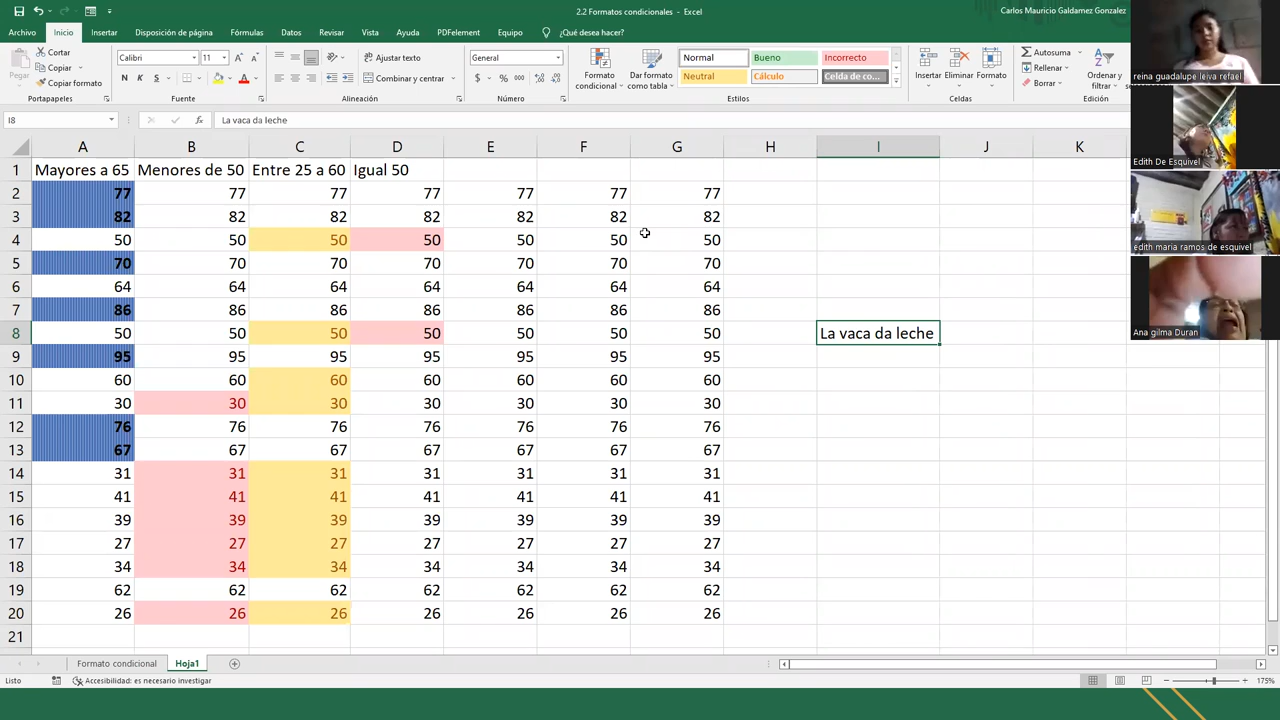 2.2 Formatos condicionales - Excel
Carlos Mauricio Galdamez Gonzalez
Archivo Inicio Insertar Disposición de página Fórmulas Datos Revisar Vista Ayuda PDFelement Equipo ¿Qué desea hacer?
Pegar
Cortar
Copiar
Copiar formato
Portapapeles
Calibri 11
N K S
Fuente
Ajustar texto
Combinar y centrar
Alineación
General
$ % 000
Número
Formato condicional
Dar formato como tabla
Normal Bueno Incorrecto
Neutral Cálculo Celda de co...
Estilos
Insertar Eliminar Formato
Celdas
Autosuma
Rellenar
Borrar
Ordenar y filtrar
Edición
I8 fx La vaca da leche
A B C D E F G H I J K
1 Mayores a 65 Menores de 50 Entre 25 a 60 Igual 50
2 77 77 77 77 77 77 77
3 82 82 82 82 82 82 82
4 50 50 50 50 50 50 50
5 70 70 70 70 70 70 70
6 64 64 64 64 64 64 64
7 86 86 86 86 86 86 86
8 50 50 50 50 50 50 50 La vaca da leche
9 95 95 95 95 95 95 95
10 60 60 60 60 60 60 60
11 30 30 30 30 30 30 30
12 76 76 76 76 76 76 76
13 67 67 67 67 67 67 67
14 31 31 31 31 31 31 31
15 41 41 41 41 41 41 41
16 39 39 39 39 39 39 39
17 27 27 27 27 27 27 27
18 34 34 34 34 34 34 34
19 62 62 62 62 62 62 62
20 26 26 26 26 26 26 26
21
Formato condicional Hoja1
Listo Accesibilidad: es necesario investigar 175%
reina guadalupe leiva rafael
Edith De Esquivel
edith maria ramos de esquivel
Ana gilma Duran